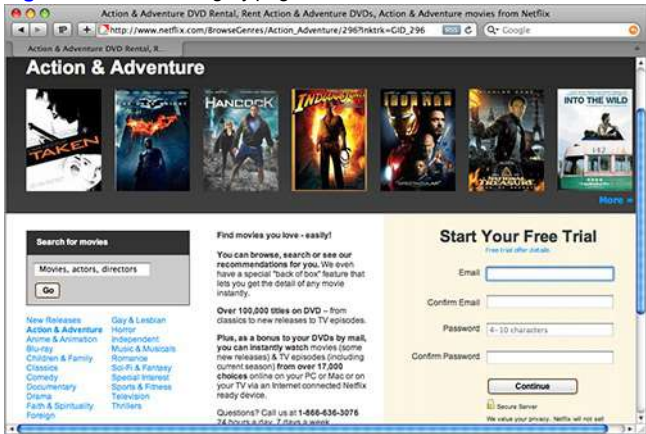 Action & Adventure DVD Rental, Rent Action & Adventure DVDs, Action & Adventure movies from Netflix
http://www.netflix.com/BrowseGenres/Action_Adventure/296?lnktrk=GID_296
RSS
Google
Action & Adventure DVD Rental, R...
Action & Adventure
TAKEN
HANCOCK
INDIANA JONES
IRON MAN
NATIONAL TREASURE
INTO THE WILD
More »
Search for movies
Movies, actors, directors
Go
New Releases
Action & Adventure
Anime & Animation
Blu-ray
Children & Family
Classics
Comedy
Documentary
Drama
Faith & Spirituality
Foreign
Gay & Lesbian
Horror
Independent
Music & Musicals
Romance
Sci-Fi & Fantasy
Special Interest
Sports & Fitness
Television
Thrillers
Find movies you love - easily!
You can browse, search or see our
recommendations for you. We even
have a special "back of box" feature that
lets you get the detail of any movie
instantly.
Over 100,000 titles on DVD – from
classics to new releases to TV episodes.
Plus, as a bonus to your DVDs by mail,
you can instantly watch movies (some
new releases) & TV episodes (including
current season) from over 17,000
choices online on your PC or Mac or on
your TV via an Internet connected Netflix
ready device.
Questions? Call us at 1-866-636-3076
24 hours a day, 7 days a week
Start Your Free Trial
Free trial offer details
Email
Confirm Email
Password
4-10 characters
Confirm Password
Continue
Secure Server
We value your privacy. Netflix will not sell